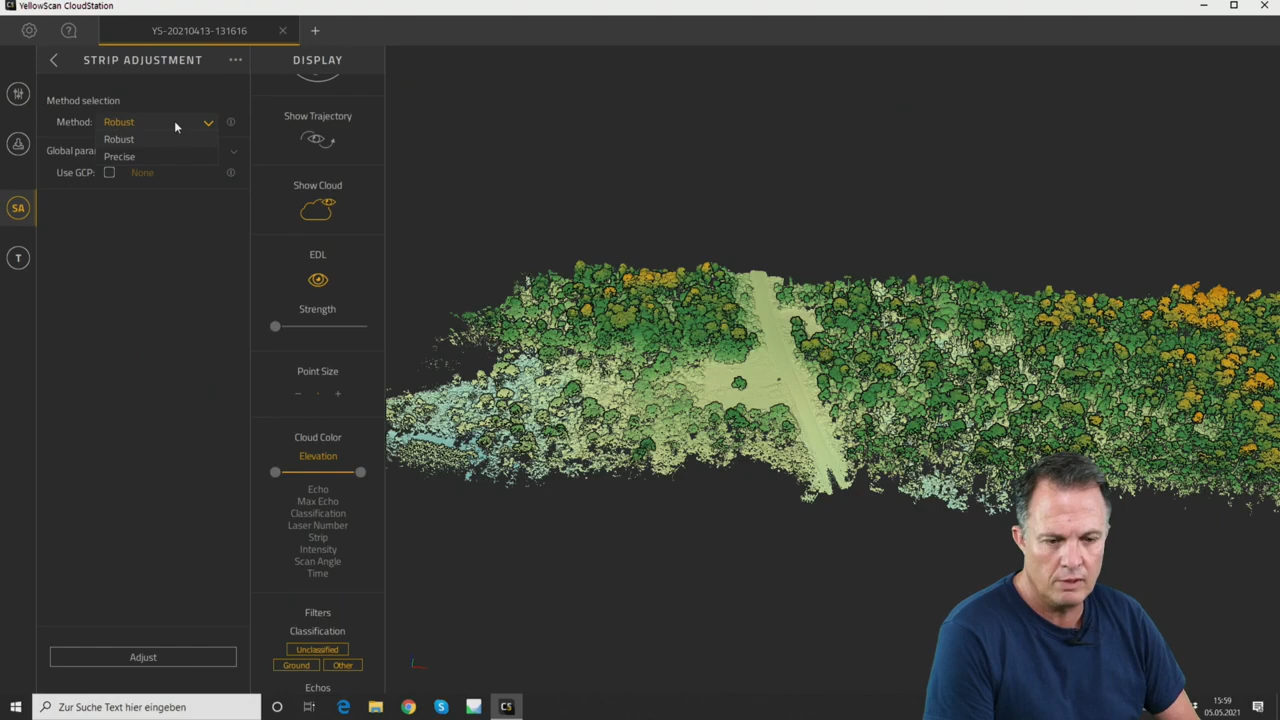 YellowScan CloudStation
YS-20210413-131616
STRIP ADJUSTMENT
Method selection
Method: Robust
Robust
Precise
Global para
Use GCP: None
SA
T
Adjust
DISPLAY
Show Trajectory
Show Cloud
EDL
Strength
Point Size
Cloud Color
Elevation
Echo
Max Echo
Classification
Laser Number
Strip
Intensity
Scan Angle
Time
Filters
Classification
Unclassified
Ground Other
Echos
Zur Suche Text hier eingeben
CS
15:59
05.05.2021